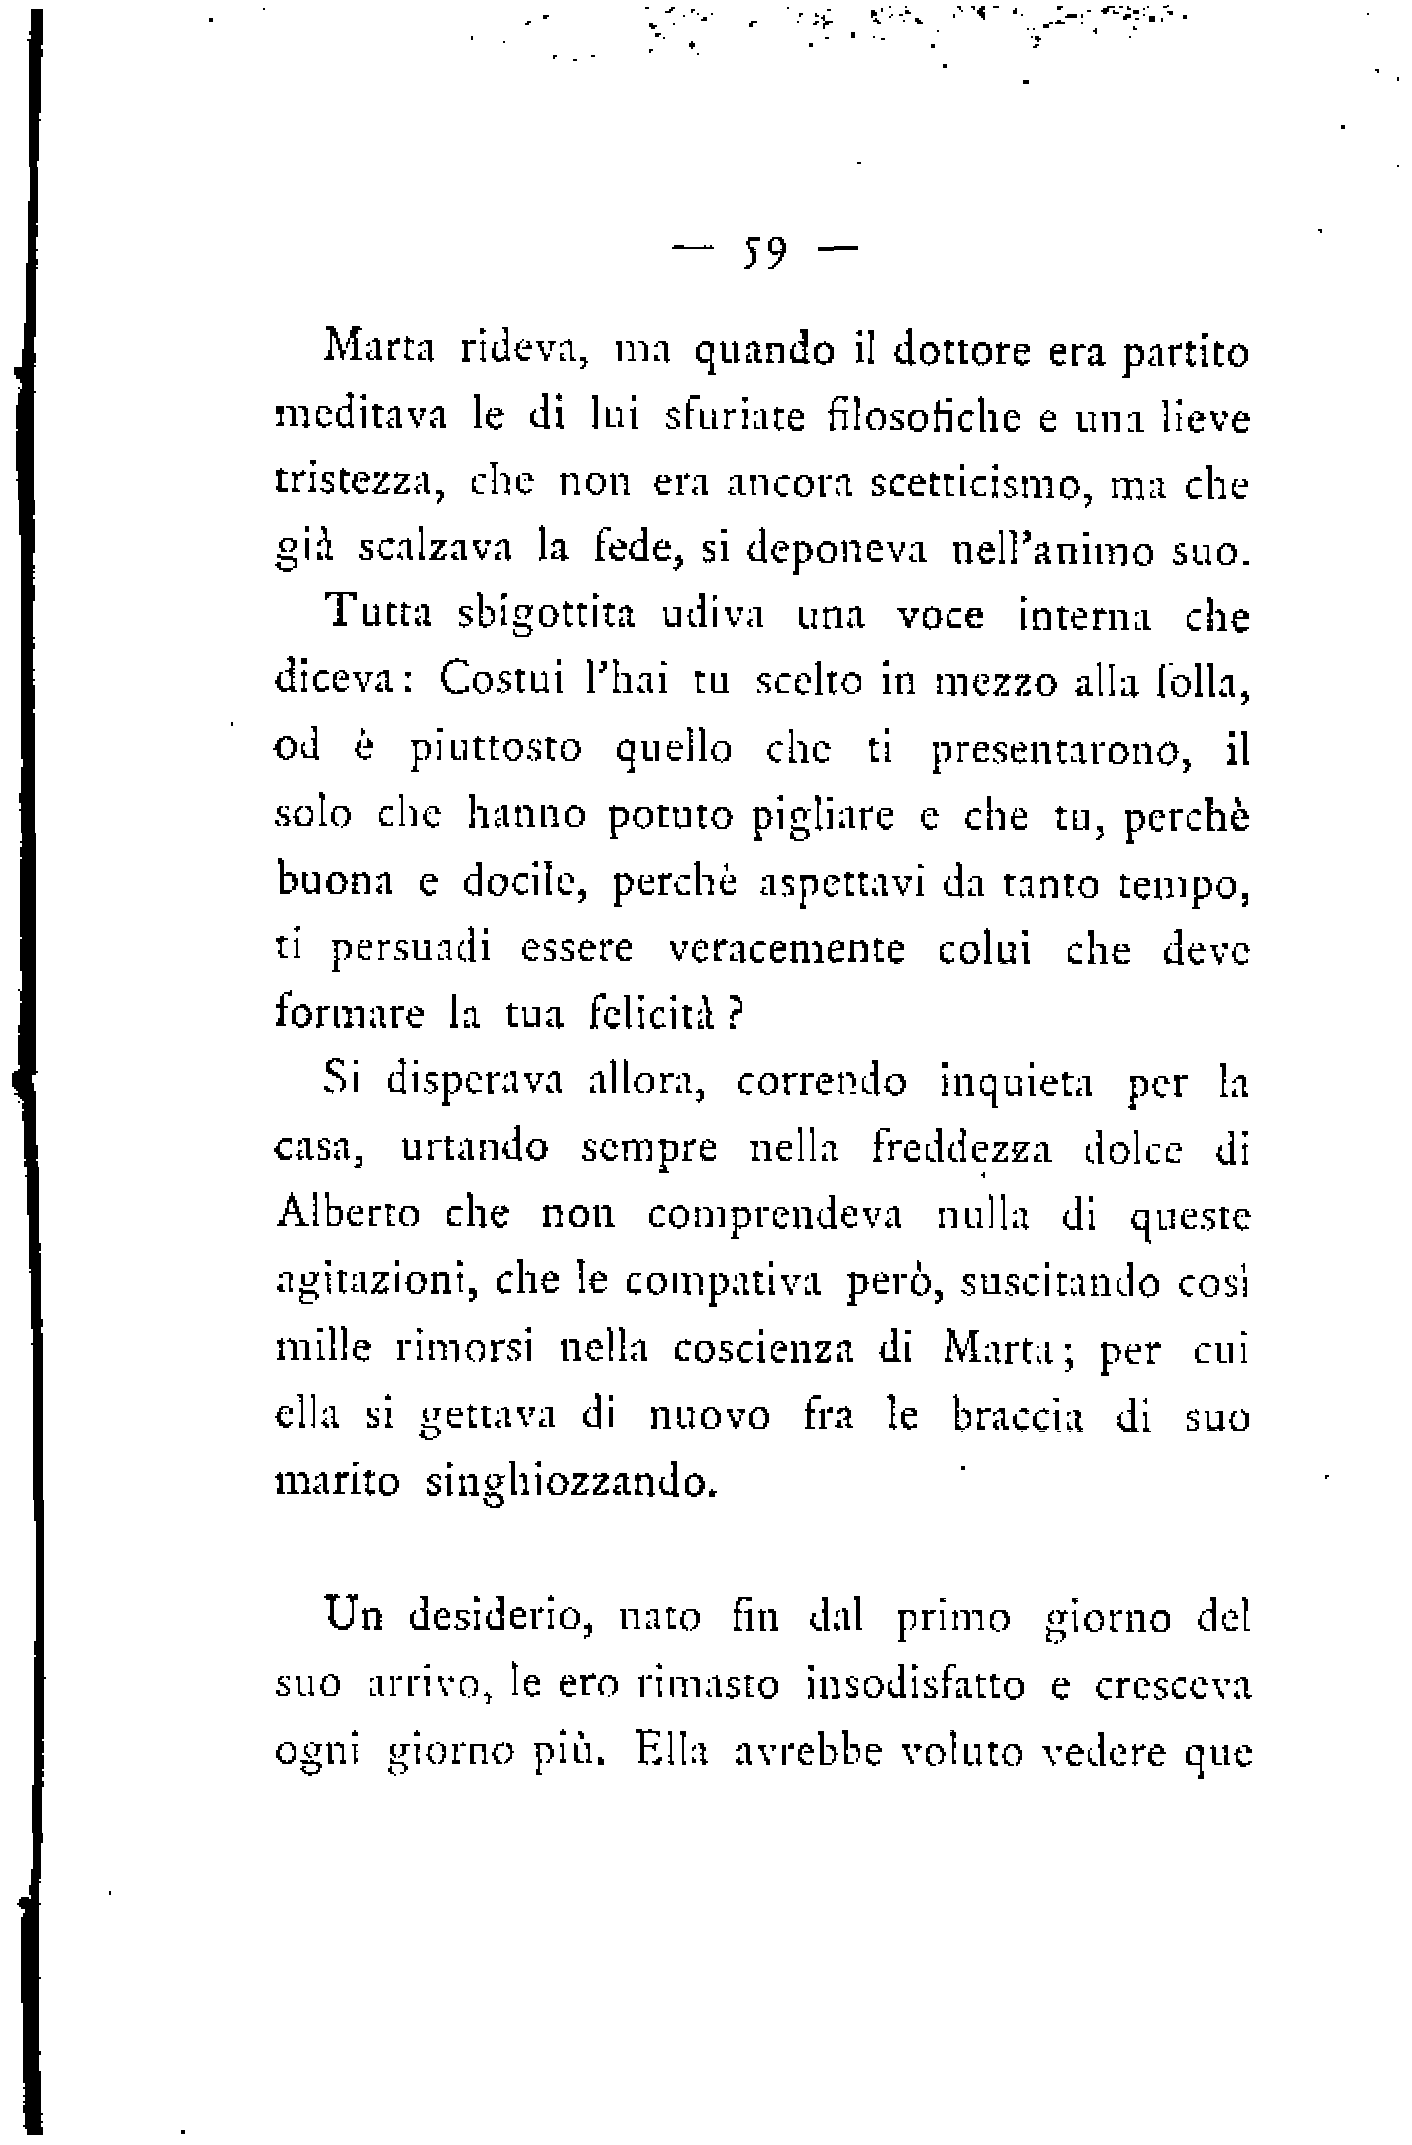 — 59 —
Marta rideva, ma quando il dottore era partito
meditava le di lui sfuriate filosofiche e una lieve
tristezza, che non era ancora scetticismo, ma che
già scalzava la fede, si deponeva nell'animo suo.
Tutta sbigottita udiva una voce interna che
diceva: Costui l'hai tu scelto in mezzo alla folla,
od è piuttosto quello che ti presentarono, il
solo che hanno potuto pigliare e che tu, perchè
buona e docile, perchè aspettavi da tanto tempo,
ti persuadi essere veracemente colui che deve
formare la tua felicità?
Si disperava allora, correndo inquieta per la
casa, urtando sempre nella freddezza dolce di
Alberto che non comprendeva nulla di queste
agitazioni, che le compativa però, suscitando così
mille rimorsi nella coscienza di Marta; per cui
ella si gettava di nuovo fra le braccia di suo
marito singhiozzando.
Un desiderio, nato fin dal primo giorno del
suo arrivo, le ero rimasto insodisfatto e cresceva
ogni giorno più. Ella avrebbe voluto vedere que